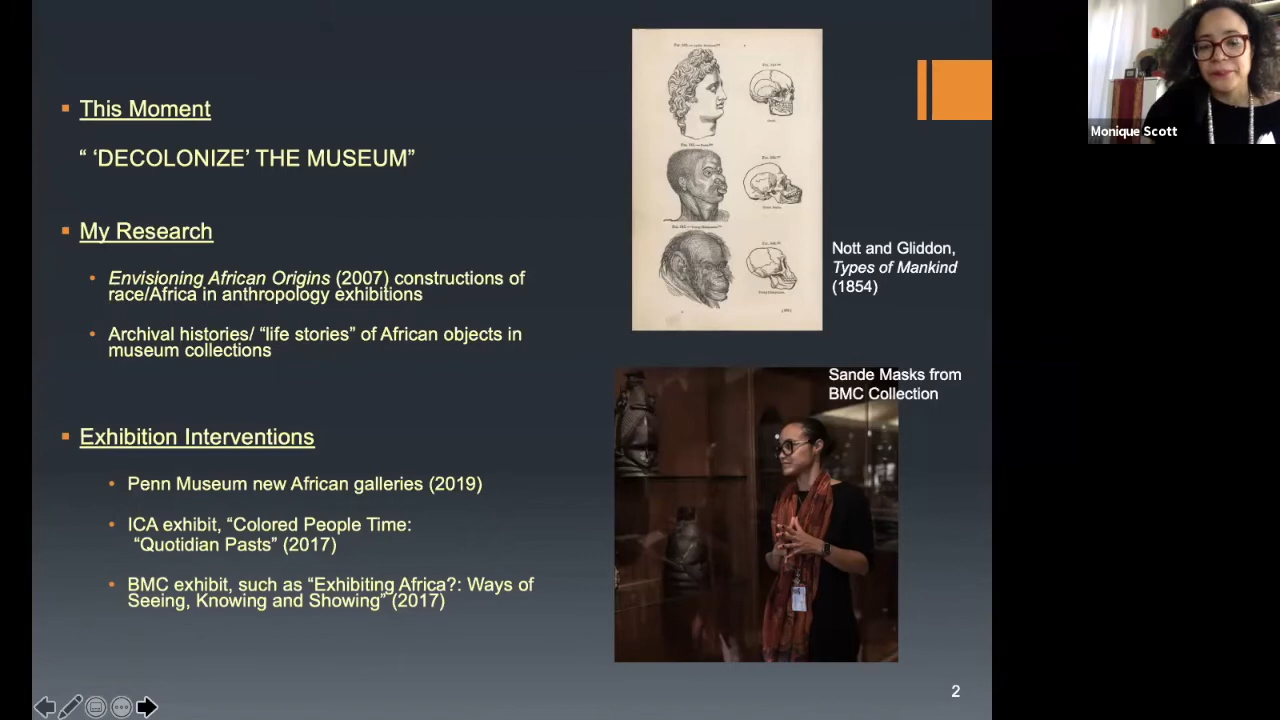 This Moment
“ ‘DECOLONIZE’ THE MUSEUM”
My Research
Envisioning African Origins (2007) constructions of
race/Africa in anthropology exhibitions
Archival histories/ “life stories” of African objects in
museum collections
Exhibition Interventions
Penn Museum new African galleries (2019)
ICA exhibit, “Colored People Time:
“Quotidian Pasts” (2017)
BMC exhibit, such as “Exhibiting Africa?: Ways of
Seeing, Knowing and Showing” (2017)
Nott and Gliddon,
Types of Mankind
(1854)
Sande Masks from
BMC Collection
2
Monique Scott